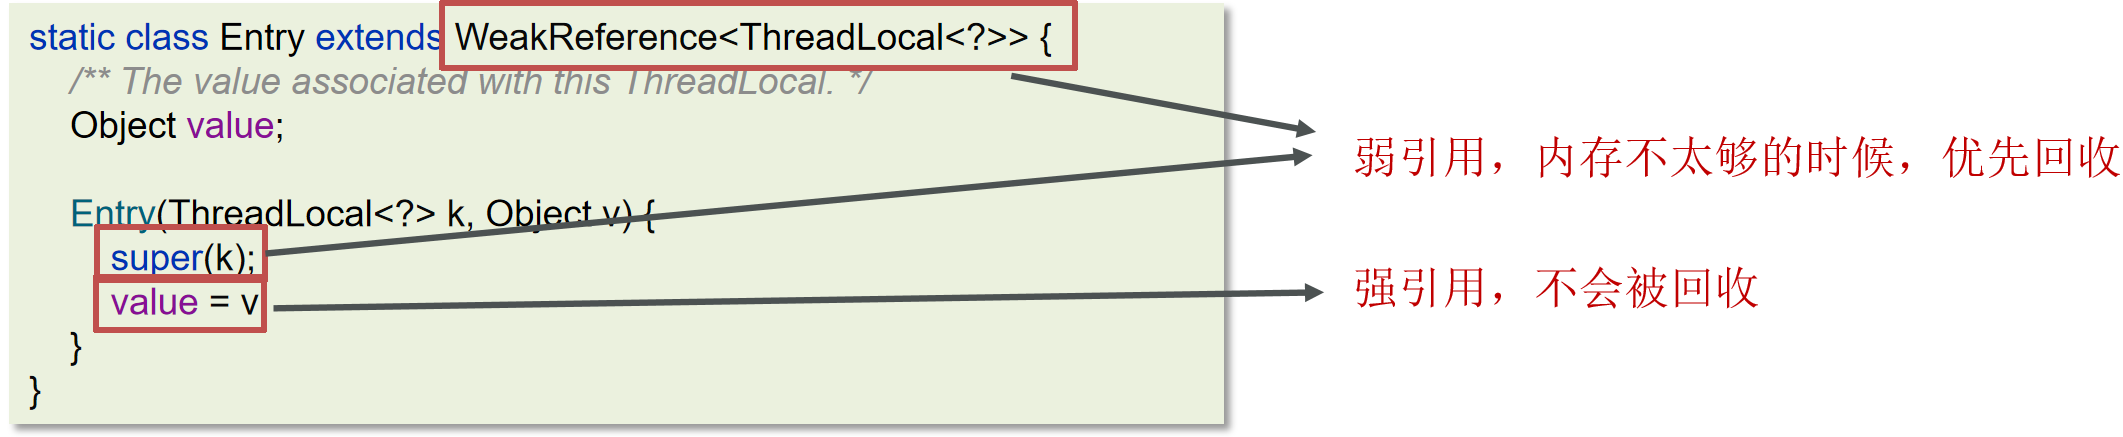 static class Entry extends WeakReference<ThreadLocal<?>> {
/** The value associated with this ThreadLocal. */
Object value;
Entry(ThreadLocal<?> k, Object v) {
super(k);
value = v
}
}
弱引用，内存不太够的时候，优先回收
强引用，不会被回收